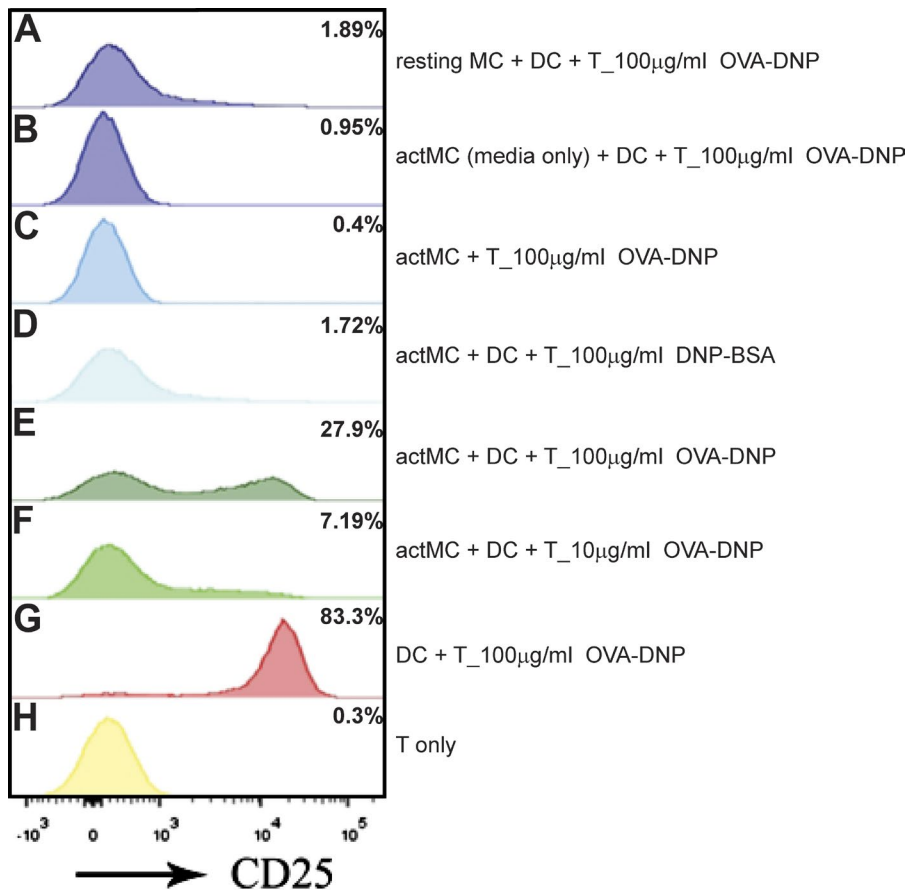 A 1.89% resting MC + DC + T_100µg/ml OVA-DNP
B 0.95% actMC (media only) + DC + T_100µg/ml OVA-DNP
C 0.4% actMC + T_100µg/ml OVA-DNP
D 1.72% actMC + DC + T_100µg/ml DNP-BSA
E 27.9% actMC + DC + T_100µg/ml OVA-DNP
F 7.19% actMC + DC + T_10µg/ml OVA-DNP
G 83.3% DC + T_100µg/ml OVA-DNP
H 0.3% T only
-10³ 0 10³ 10⁴ 10⁵
CD25